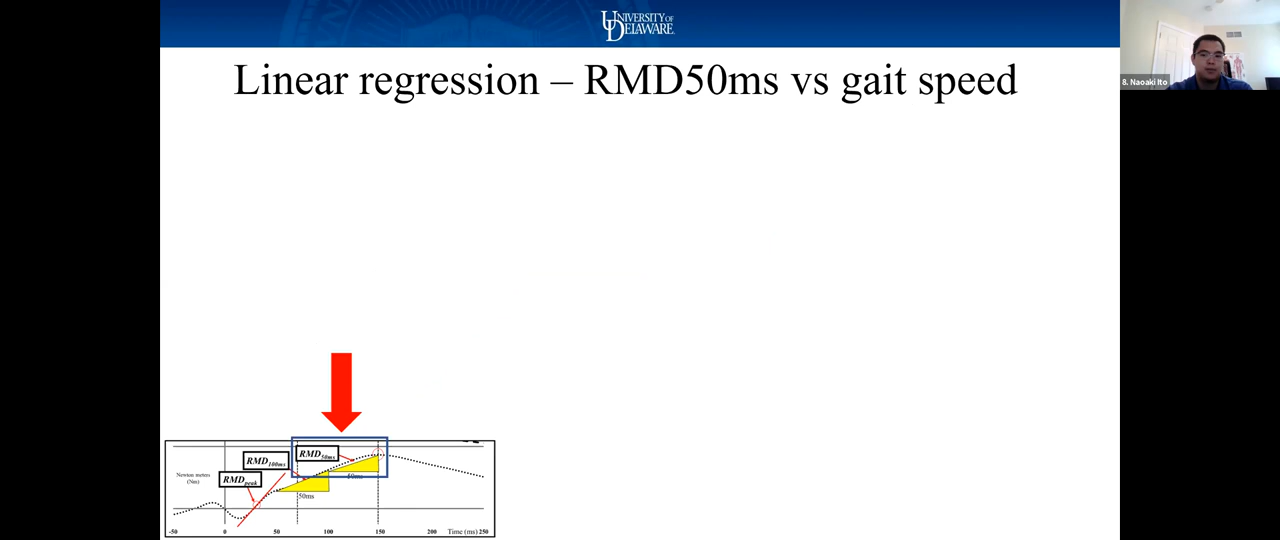 UNIVERSITY OF
DELAWARE.
Linear regression – RMD50ms vs gait speed
8. Naoaki Ito
RMD50ms
RMD100ms
RMDpeak
Newton meters
(Nm)
50ms
50ms
-50 0 50 100 150 200 Time (ms) 250